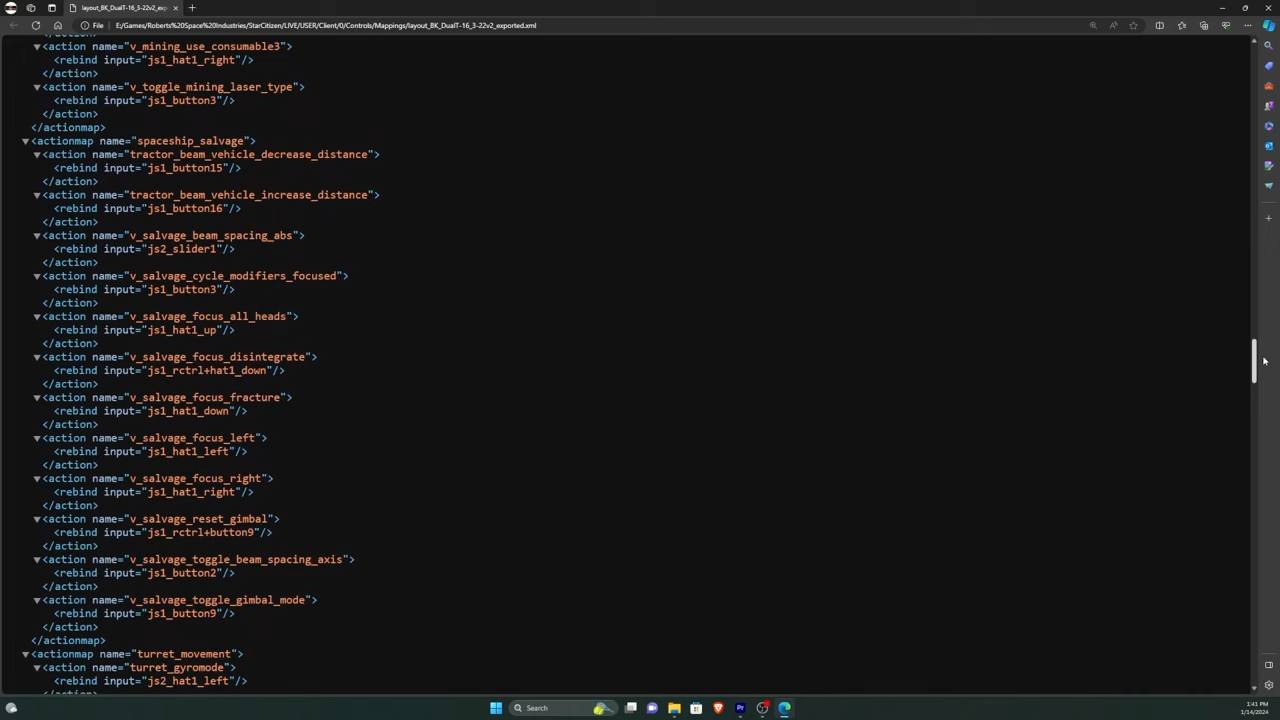 layout_BK_DualT-16_3-22v2_exp
File
E:/Games/Roberts%20Space%20Industries/StarCitizen/LIVE/USER/Client/0/Controls/Mappings/layout_BK_DualT-16_3-22v2_exported.xml
<action name="v_mining_use_consumable3">
<rebind input="js1_hat1_right"/>
</action>
▼<action name="v_toggle_mining_laser_type">
<rebind input="js1_button3"/>
</action>
</actionmap>
▼<actionmap name="spaceship_salvage">
▼<action name="tractor_beam_vehicle_decrease_distance">
<rebind input="js1_button15"/>
</action>
▼<action name="tractor_beam_vehicle_increase_distance">
<rebind input="js1_button16"/>
</action>
▼<action name="v_salvage_beam_spacing_abs">
<rebind input="js2_slider1"/>
</action>
▼<action name="v_salvage_cycle_modifiers_focused">
<rebind input="js1_button3"/>
</action>
▼<action name="v_salvage_focus_all_heads">
<rebind input="js1_hat1_up"/>
</action>
▼<action name="v_salvage_focus_disintegrate">
<rebind input="js1_rctrl+hat1_down"/>
</action>
▼<action name="v_salvage_focus_fracture">
<rebind input="js1_hat1_down"/>
</action>
▼<action name="v_salvage_focus_left">
<rebind input="js1_hat1_left"/>
</action>
▼<action name="v_salvage_focus_right">
<rebind input="js1_hat1_right"/>
</action>
▼<action name="v_salvage_reset_gimbal">
<rebind input="js1_rctrl+button9"/>
</action>
▼<action name="v_salvage_toggle_beam_spacing_axis">
<rebind input="js1_button2"/>
</action>
▼<action name="v_salvage_toggle_gimbal_mode">
<rebind input="js1_button9"/>
</action>
</actionmap>
▼<actionmap name="turret_movement">
▼<action name="turret_gyromode">
<rebind input="js2_hat1_left"/>
Search
1:41 PM
1/14/2024